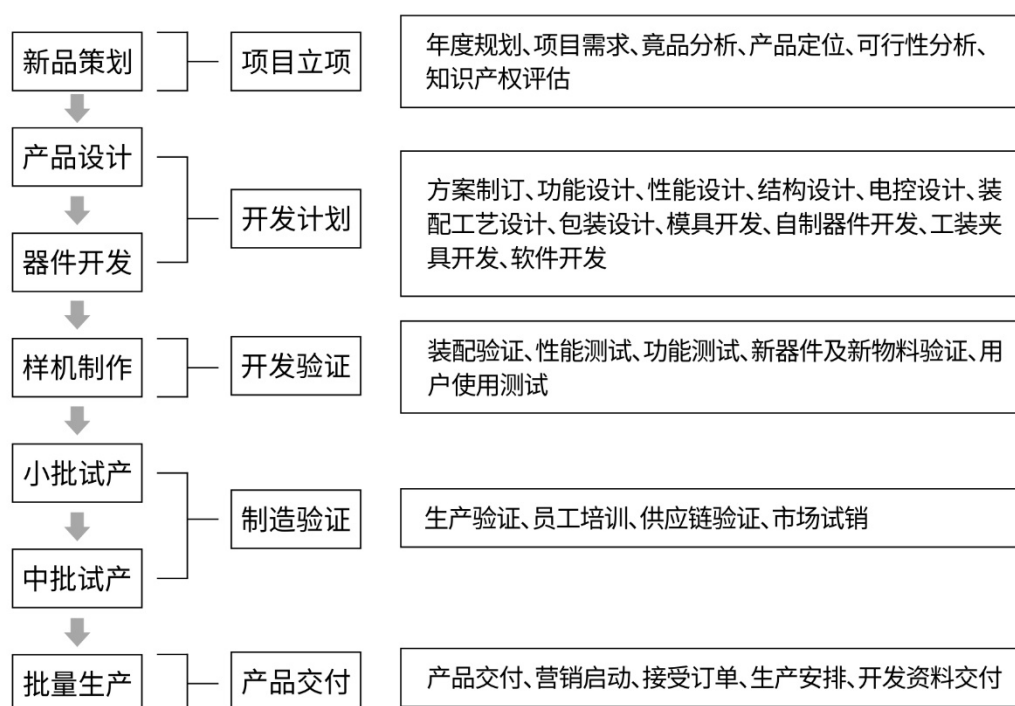 新品策划
项目立项
年度规划、项目需求、竟品分析、产品定位、可行性分析、
知识产权评估
产品设计
器件开发
开发计划
方案制订、功能设计、性能设计、结构设计、电控设计、装
配工艺设计、包装设计、模具开发、自制器件开发、工装夹
具开发、软件开发
样机制作
开发验证
装配验证、性能测试、功能测试、新器件及新物料验证、用
户使用测试
小批试产
中批试产
制造验证
生产验证、员工培训、供应链验证、市场试销
批量生产
产品交付
产品交付、营销启动、接受订单、生产安排、开发资料交付